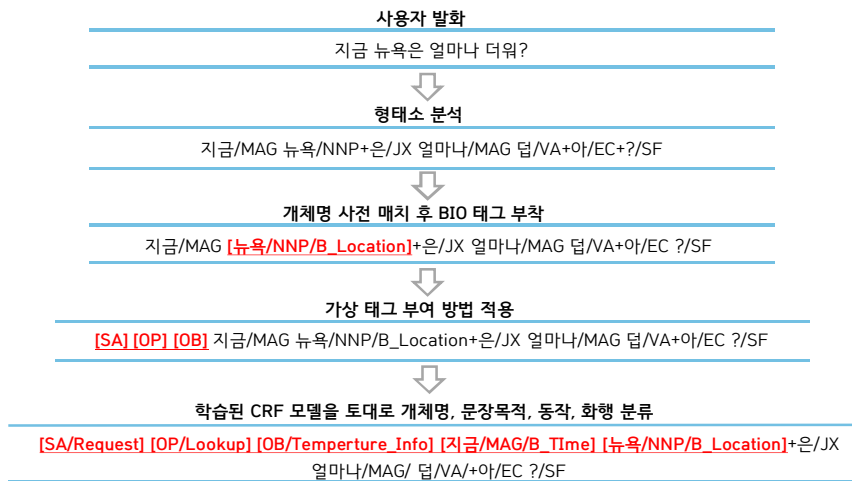 사용자 발화
지금 뉴욕은 얼마나 더워?
형태소 분석
지금/MAG 뉴욕/NNP+은/JX 얼마나/MAG 덥/VA+아/EC+?/SF
개체명 사전 매치 후 BIO 태그 부착
지금/MAG [뉴욕/NNP/B_Location]+은/JX 얼마나/MAG 덥/VA+아/EC ?/SF
가상 태그 부여 방법 적용
[SA] [OP] [OB] 지금/MAG 뉴욕/NNP/B_Location+은/JX 얼마나/MAG 덥/VA+아/EC ?/SF
학습된 CRF 모델을 토대로 개체명, 문장목적, 동작, 화행 분류
[SA/Request] [OP/Lookup] [OB/Temperture_Info] [지금/MAG/B_TIme] [뉴욕/NNP/B_Location]+은/JX
얼마나/MAG/ 덥/VA/+아/EC ?/SF